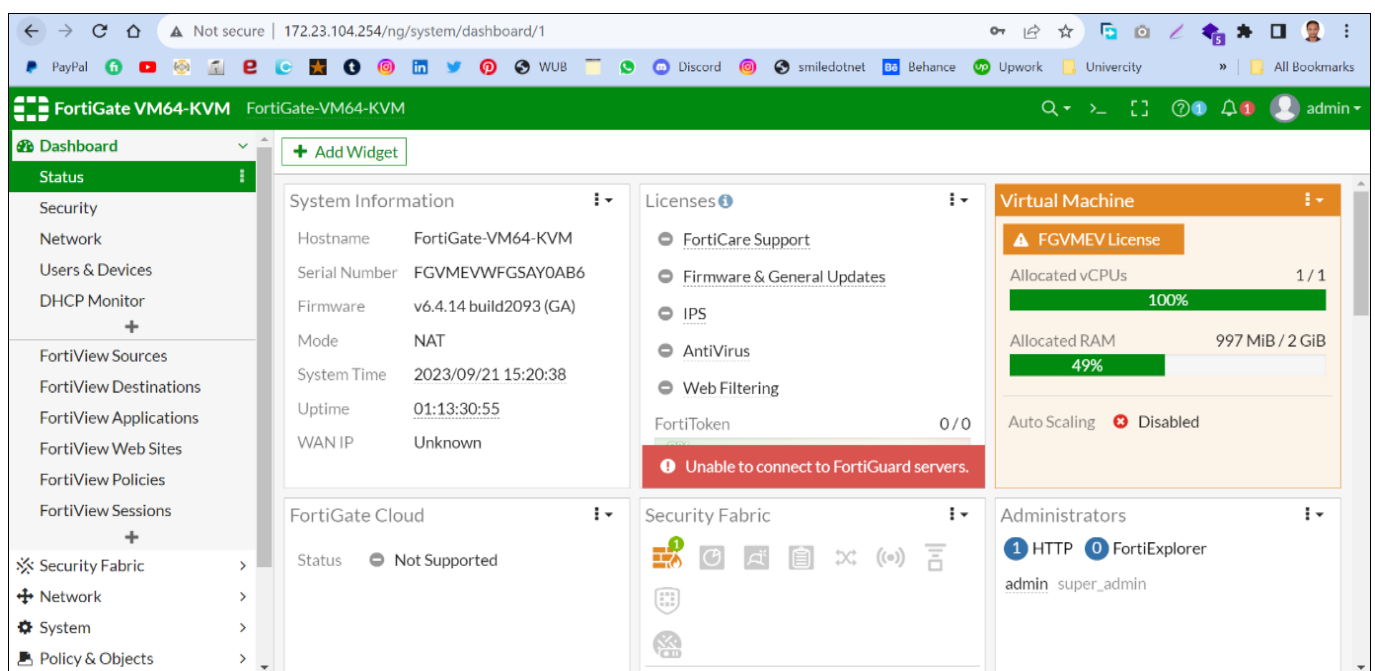 Not secure | 172.23.104.254/ng/system/dashboard/1
5
PayPal WUB Discord smiledotnet Behance Upwork Univercity » All Bookmarks
FortiGate VM64-KVM FortiGate-VM64-KVM >_ 1 1 admin
Dashboard
Status
Security
Network
Users & Devices
DHCP Monitor
+
FortiView Sources
FortiView Destinations
FortiView Applications
FortiView Web Sites
FortiView Policies
FortiView Sessions
+
Security Fabric
Network
System
Policy & Objects
+ Add Widget
System Information
Hostname FortiGate-VM64-KVM
Serial Number FGVMEVWFGSAY0AB6
Firmware v6.4.14 build2093 (GA)
Mode NAT
System Time 2023/09/21 15:20:38
Uptime 01:13:30:55
WAN IP Unknown
Licenses
FortiCare Support
Firmware & General Updates
IPS
AntiVirus
Web Filtering
FortiToken 0 / 0
Unable to connect to FortiGuard servers.
Virtual Machine
FGVMEV License
Allocated vCPUs 1 / 1
100%
Allocated RAM 997 MiB / 2 GiB
49%
Auto Scaling Disabled
FortiGate Cloud
Status Not Supported
Security Fabric
1
Administrators
1 HTTP 0 FortiExplorer
admin super_admin